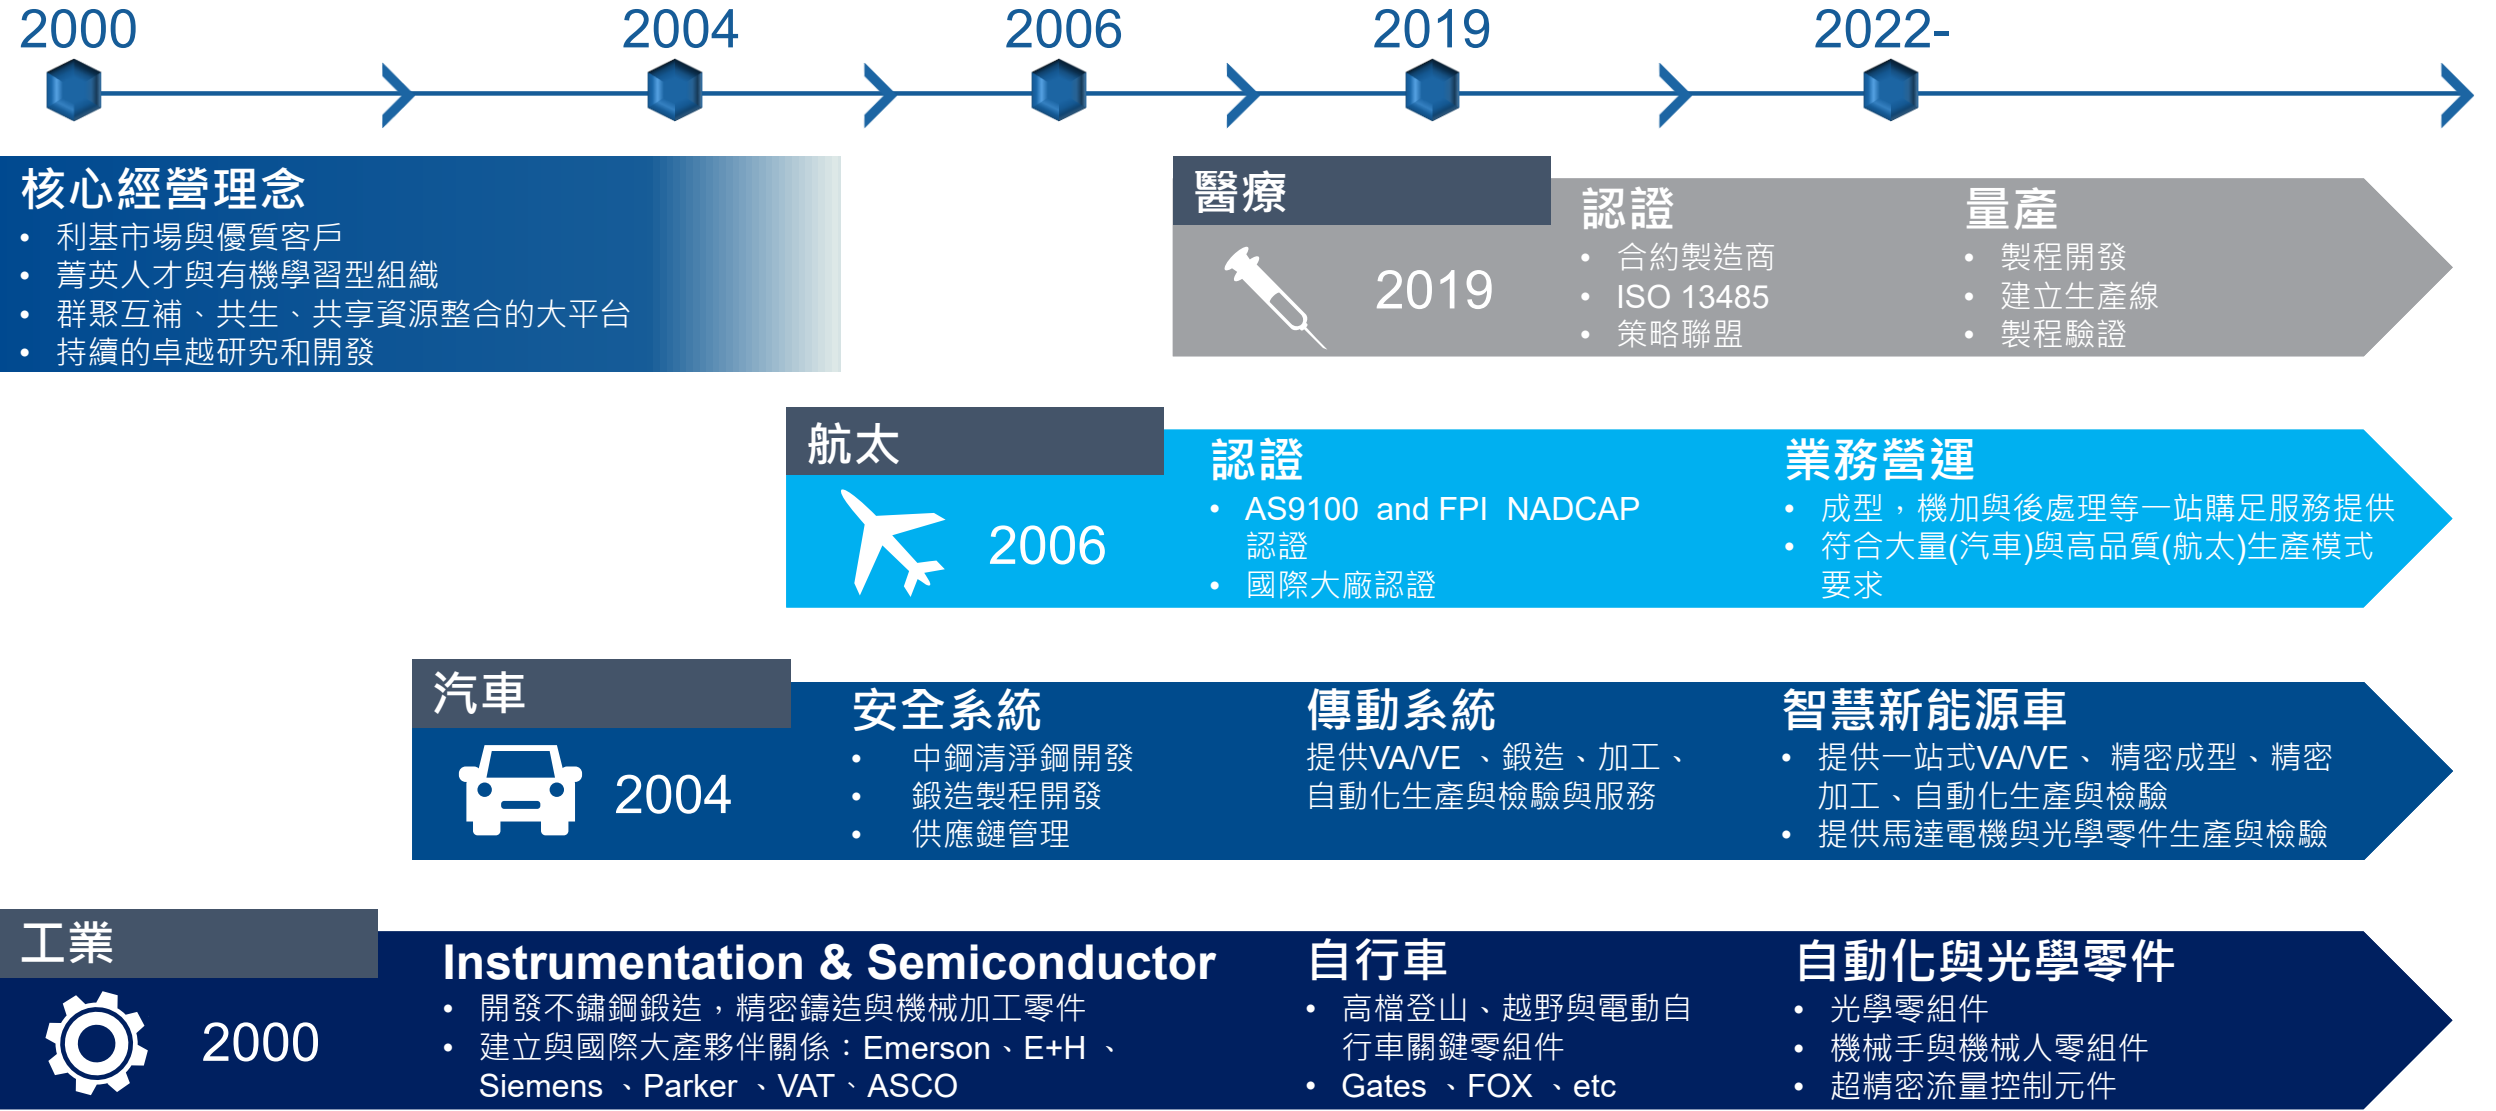 2000
2004
2006
2019
2022-
核心經營理念
• 利基市場與優質客戶
• 菁英人才與有機學習型組織
• 群聚互補、共生、共享資源整合的大平台
• 持續的卓越研究和開發
醫療
2019
認證
• 合約製造商
• ISO 13485
• 策略聯盟
量產
• 製程開發
• 建立生產線
• 製程驗證
航太
2006
認證
• AS9100 and FPI NADCAP
認證
• 國際大廠認證
業務營運
• 成型，機加與後處理等一站購足服務提供
• 符合大量(汽車)與高品質(航太)生產模式
要求
汽車
2004
安全系統
• 中鋼清淨鋼開發
• 鍛造製程開發
• 供應鏈管理
傳動系統
提供VA/VE 、鍛造、加工、
自動化生產與檢驗與服務
智慧新能源車
• 提供一站式VA/VE、 精密成型、精密
加工、自動化生產與檢驗
• 提供馬達電機與光學零件生產與檢驗
工業
2000
Instrumentation & Semiconductor
• 開發不鏽鋼鍛造，精密鑄造與機械加工零件
• 建立與國際大產夥伴關係：Emerson、E+H 、
Siemens 、Parker 、VAT、ASCO
自行車
• 高檔登山、越野與電動自
行車關鍵零組件
• Gates 、FOX 、etc
自動化與光學零件
• 光學零組件
• 機械手與機械人零組件
• 超精密流量控制元件